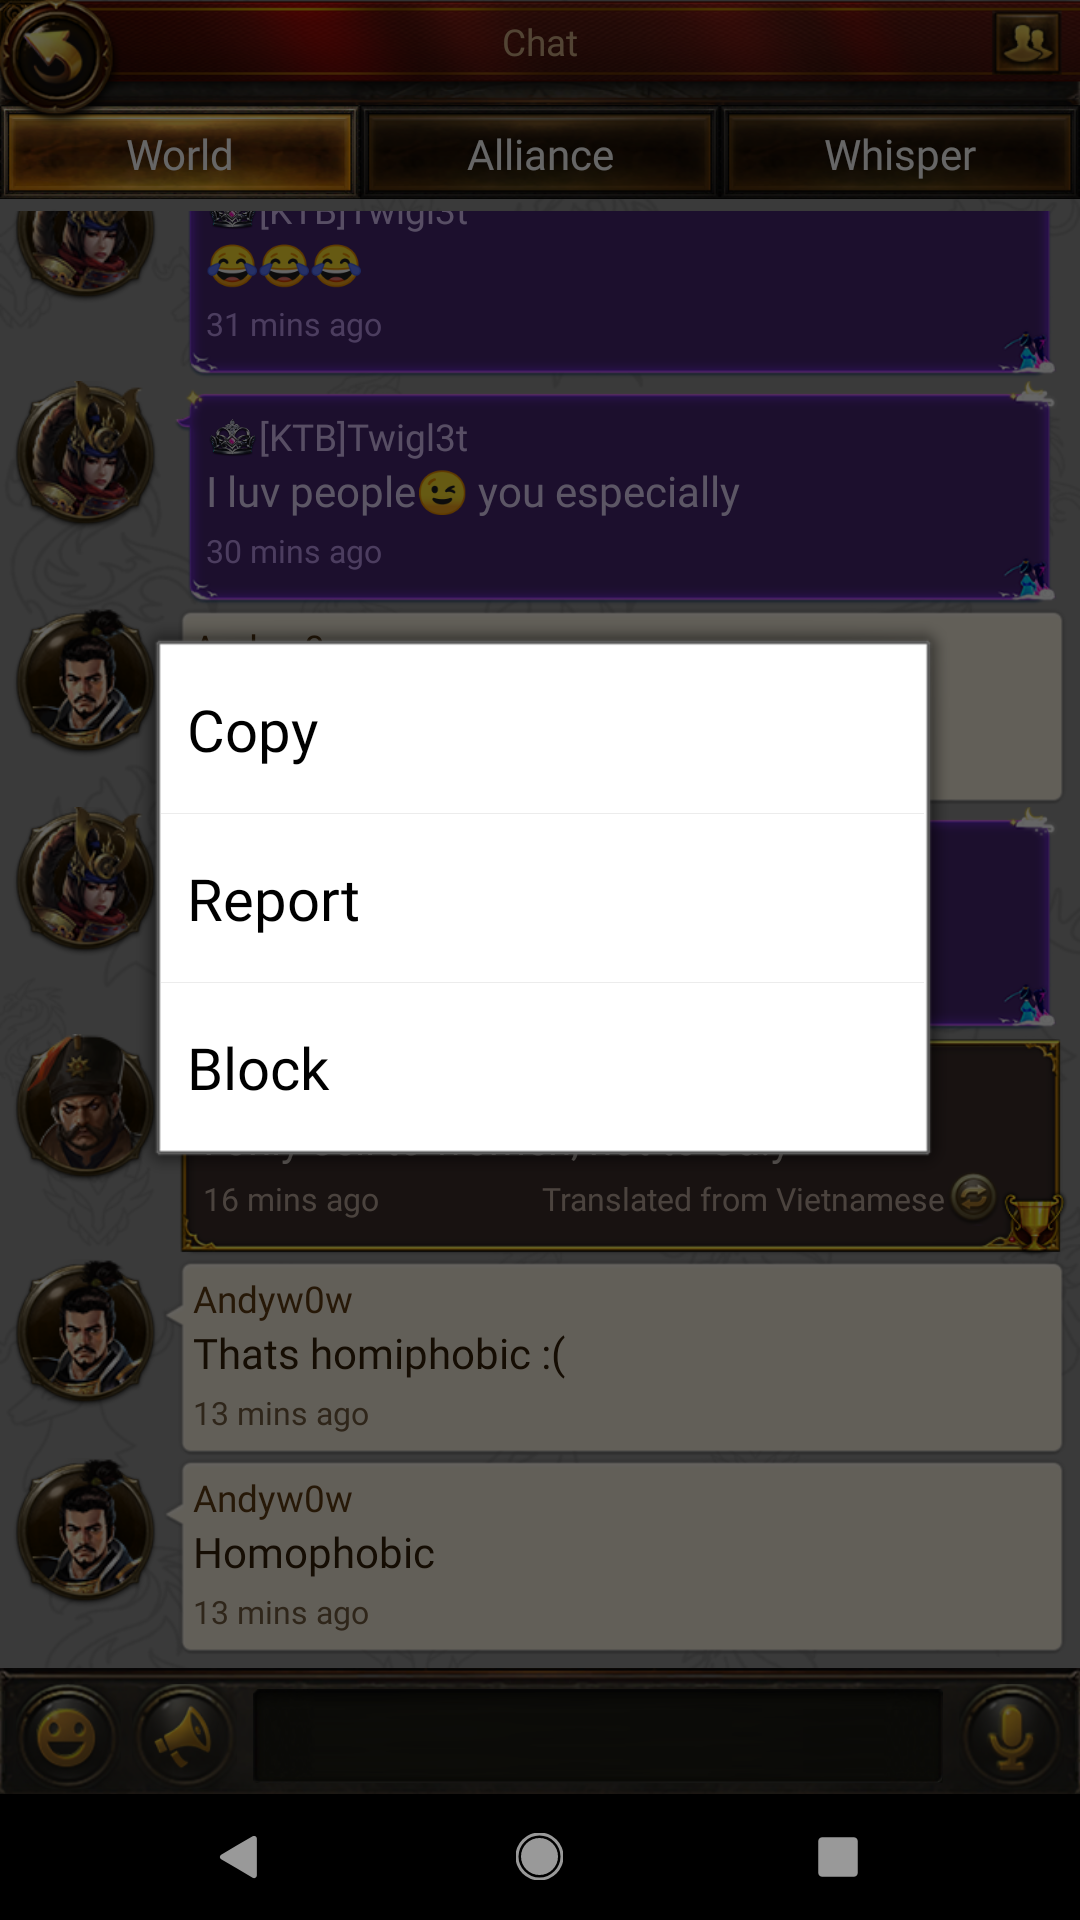 Chat
World
Alliance
Whisper
[KTB]Twigl3t
😂😂😂
31 mins ago
[KTB]Twigl3t
I luv people😉 you especially
30 mins ago
Copy
Report
Block
16 mins ago
Translated from Vietnamese
Andyw0w
Thats homiphobic :(
13 mins ago
Andyw0w
Homophobic
13 mins ago